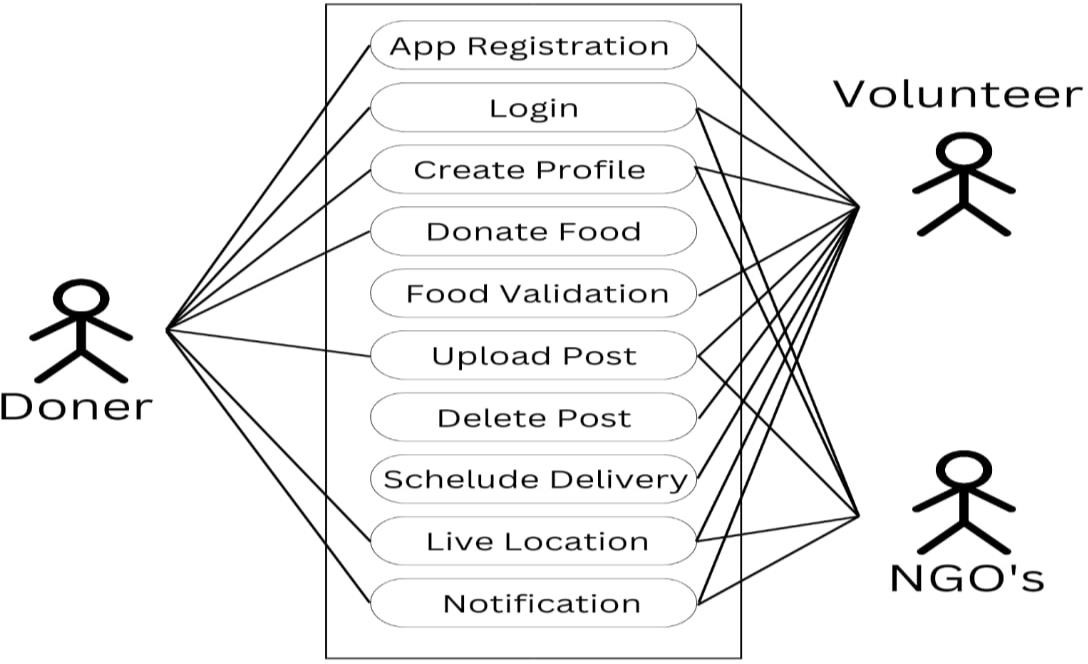 App Registration
Login
Create Profile
Donate Food
Food Validation
Upload Post
Delete Post
Schelude Delivery
Live Location
Notification
Doner
Volunteer
NGO's